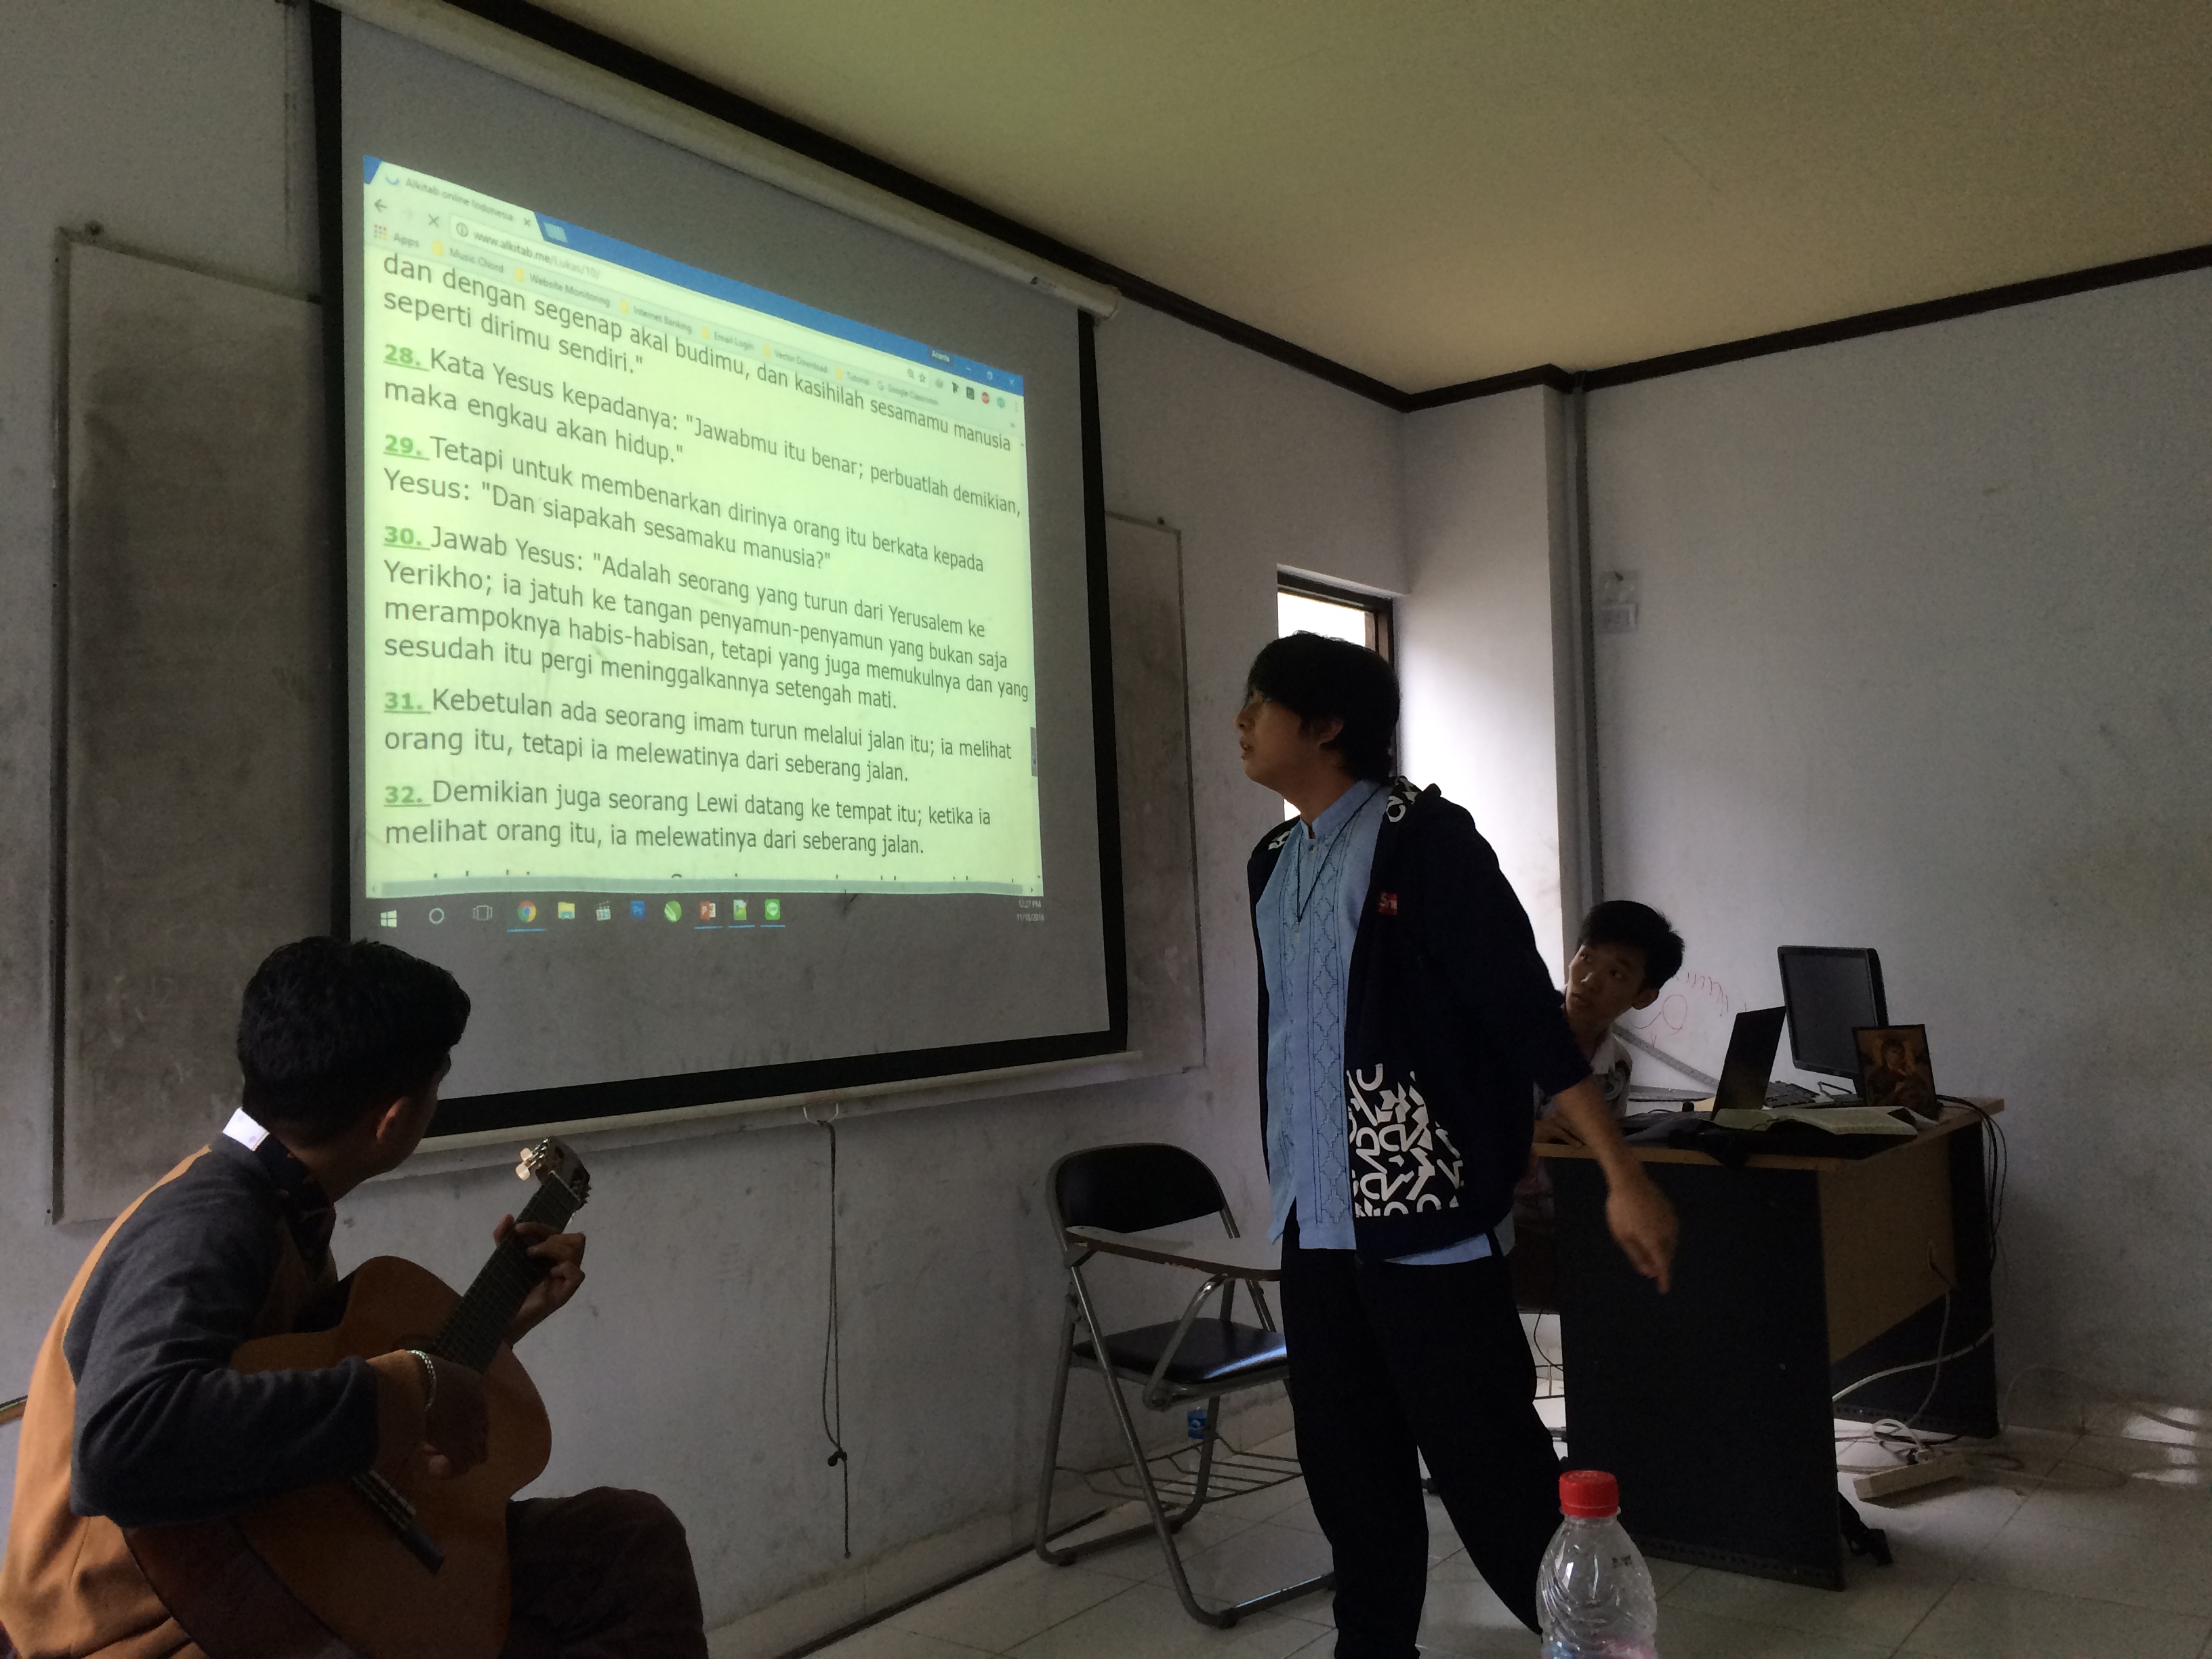 Alkitab online Indonesia
www.alkitab.me/Lukas/10/
Apps Music Chord Website Monitoring Internet Banking Email Login Vector Download Tutorial Google Classroom
dan dengan segenap akal budimu, dan kasihilah sesamamu manusia
seperti dirimu sendiri."
28. Kata Yesus kepadanya: "Jawabmu itu benar; perbuatlah demikian,
maka engkau akan hidup."
29. Tetapi untuk membenarkan dirinya orang itu berkata kepada
Yesus: "Dan siapakah sesamaku manusia?"
30. Jawab Yesus: "Adalah seorang yang turun dari Yerusalem ke
Yerikho; ia jatuh ke tangan penyamun-penyamun yang bukan saja
merampoknya habis-habisan, tetapi yang juga memukulnya dan yang
sesudah itu pergi meninggalkannya setengah mati.
31. Kebetulan ada seorang imam turun melalui jalan itu; ia melihat
orang itu, tetapi ia melewatinya dari seberang jalan.
32. Demikian juga seorang Lewi datang ke tempat itu; ketika ia
melihat orang itu, ia melewatinya dari seberang jalan.
12:27 PM